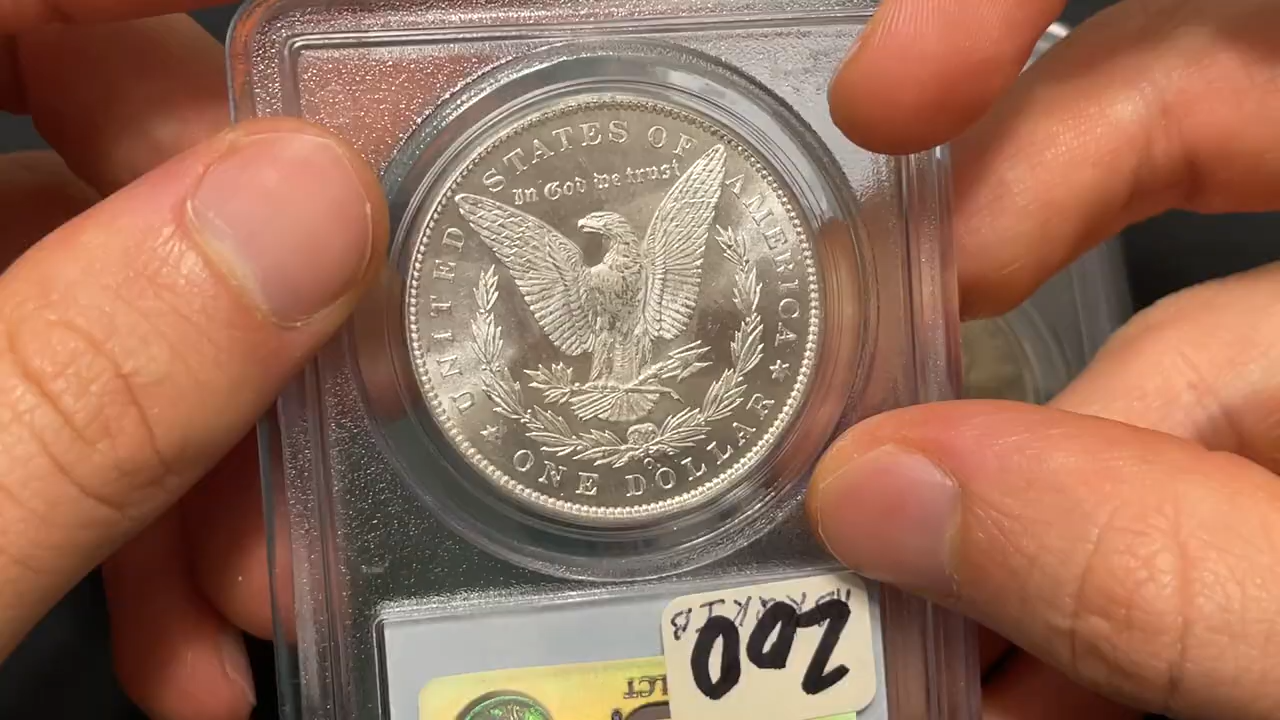 UNITED STATES OF AMERICA
In God we trust
O
★ ONE DOLLAR ★
200